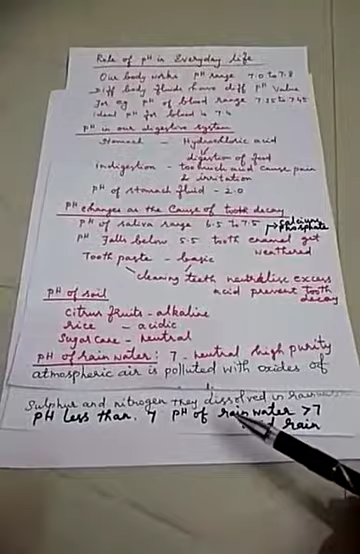 Role of pH in Everyday life
Our body works pH range 7.0 to 7.8
Diff body fluids have diff pH value
For eg pH of blood range 7.35 to 7.45
ideal pH for blood is 7.4
pH in our digestive system
Stomach - Hydrochloric acid
digestion of food
indigestion - too much acid cause pain
& irritation
pH of stomach fluid - 2.0
pH changes as the Cause of tooth decay
pH of saliva range 6.5 to 7.5
calcium
phosphate
pH Falls below 5.5 tooth enamel get
weathered
Tooth paste - basic
cleaning teeth neutralise excess
acid prevent tooth
decay
pH of soil
Citrus fruits - alkaline
rice - acidic
Sugarcane - neutral
pH of rain water: 7 - neutral high purity
atmospheric air is polluted with oxides of
Sulphur and nitrogen they dissolved in rain
pH less than. 7 pH of rain water >7
rain